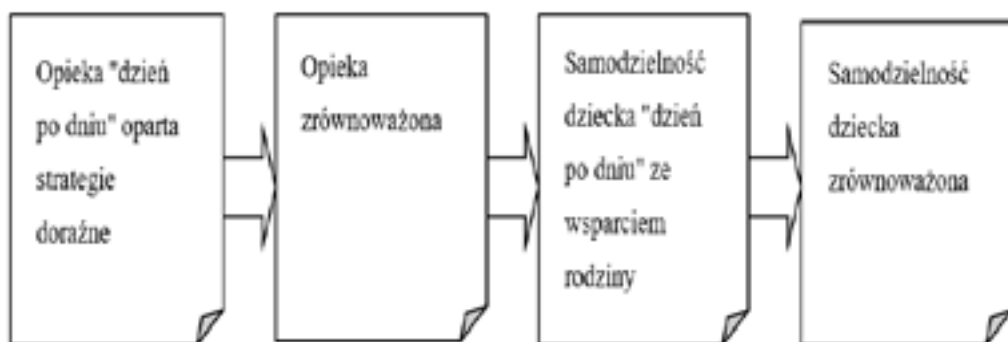 Opieka "dzień
po dniu" oparta
strategie
doraźne
Opieka
zrównoważona
Samodzielność
dziecka "dzień
po dniu" ze
wsparciem
rodziny
Samodzielność
dziecka
zrównoważona